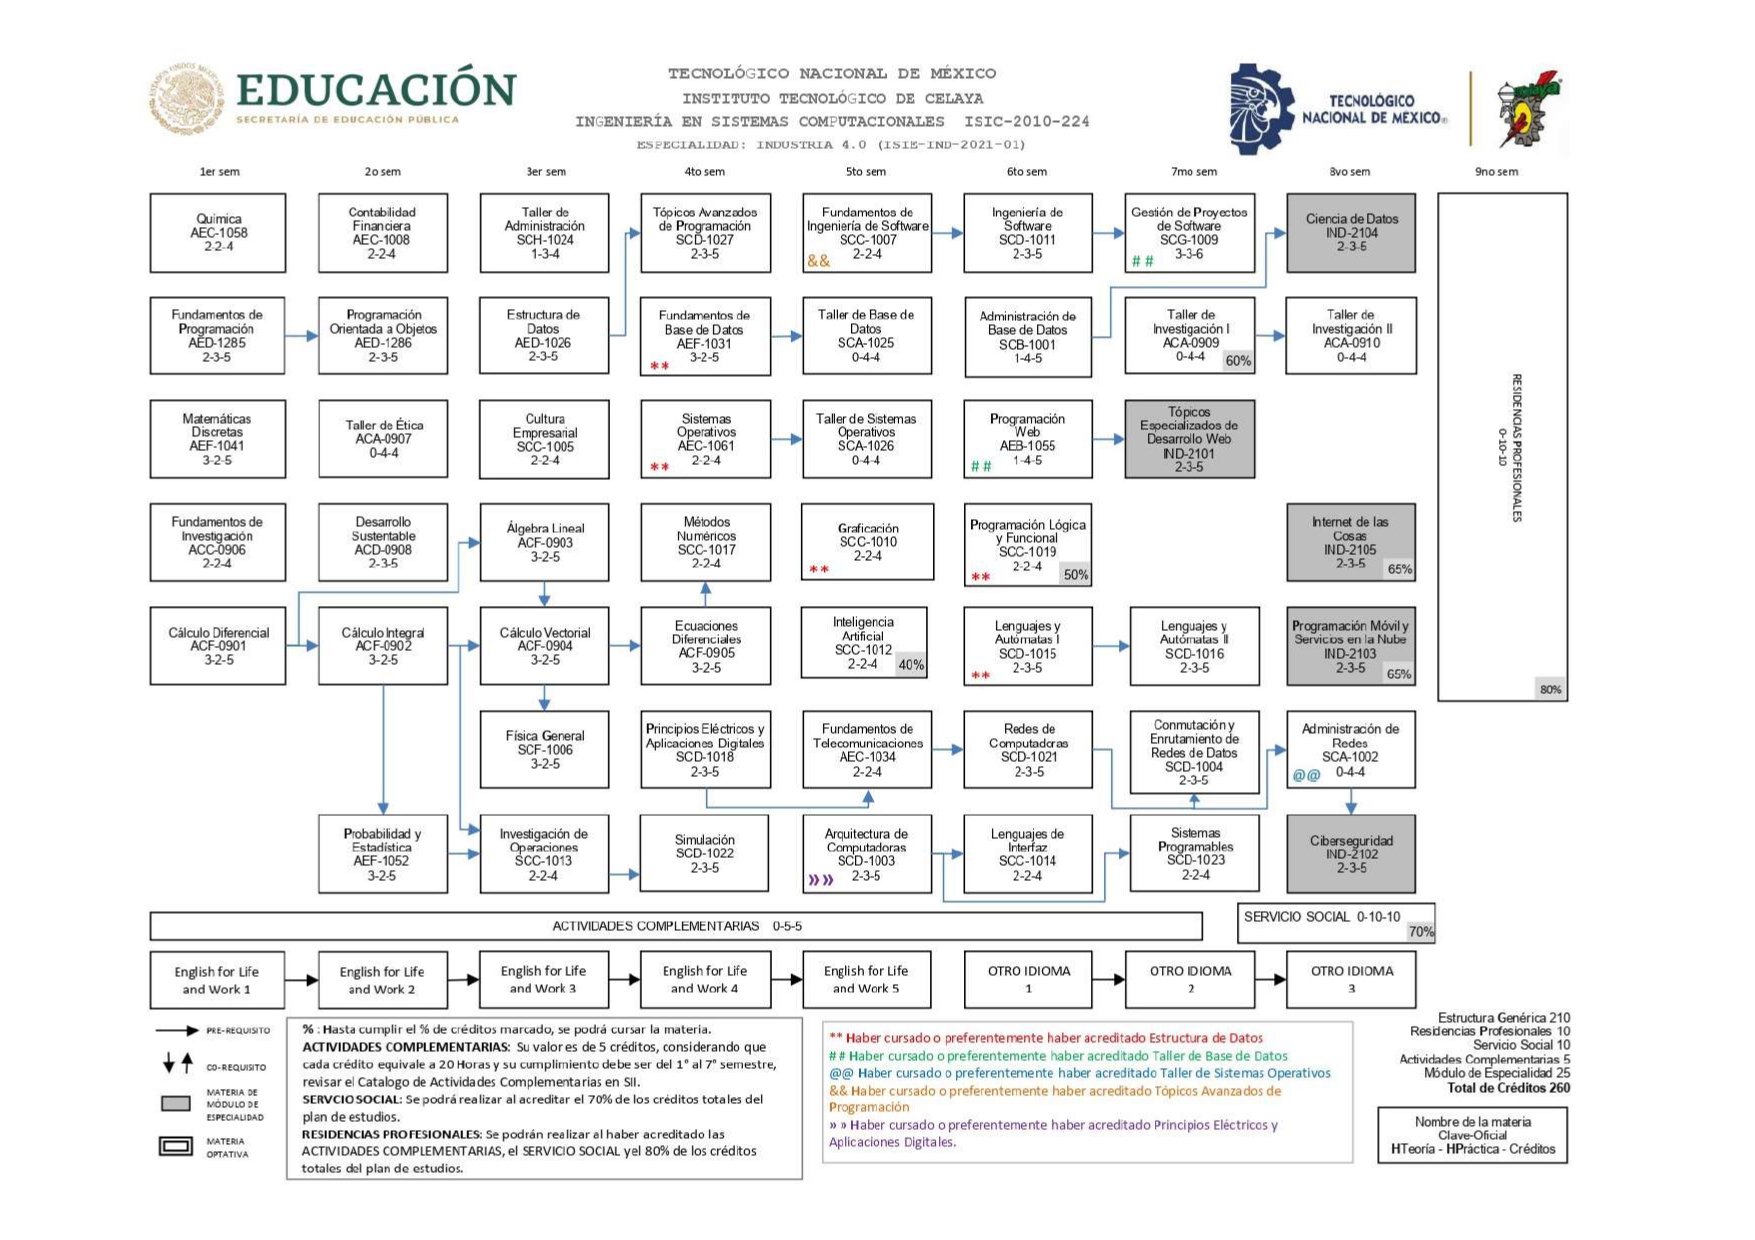 EDUCACIÓN
SECRETARÍA DE EDUCACIÓN PÚBLICA
TECNOLÓGICO NACIONAL DE MÉXICO
INSTITUTO TECNOLÓGICO DE CELAYA
INGENIERÍA EN SISTEMAS COMPUTACIONALES ISIC-2010-224
ESPECIALIDAD: INDUSTRIA 4.0 (ISIE-IND-2021-01)
TECNOLÓGICO
NACIONAL DE MÉXICO®
Celaya
1er sem
2o sem
3er sem
4to sem
5to sem
6to sem
7mo sem
8vo sem
9no sem
Química
AEC-1058
2-2-4
Contabilidad
Financiera
AEC-1008
2-2-4
Taller de
Administración
SCH-1024
1-3-4
Tópicos Avanzados
de Programación
SCD-1027
2-3-5
Fundamentos de
Ingeniería de Software
SCC-1007
&& 2-2-4
Ingeniería de
Software
SCD-1011
2-3-5
Gestión de Proyectos
de Software
SCG-1009
## 3-3-6
Ciencia de Datos
IND-2104
2-3-5
Fundamentos de
Programación
AED-1285
2-3-5
Programación
Orientada a Objetos
AED-1286
2-3-5
Estructura de
Datos
AED-1026
2-3-5
Fundamentos de
Base de Datos
AEF-1031
3-2-5
**
Taller de Base de
Datos
SCA-1025
0-4-4
Administración de
Base de Datos
SCB-1001
1-4-5
Taller de
Investigación I
ACA-0909
0-4-4 60%
Taller de
Investigación II
ACA-0910
0-4-4
Matemáticas
Discretas
AEF-1041
3-2-5
Taller de Ética
ACA-0907
0-4-4
Cultura
Empresarial
SCC-1005
2-2-4
Sistemas
Operativos
AEC-1061
** 2-2-4
Taller de Sistemas
Operativos
SCA-1026
0-4-4
Programación
Web
AEB-1055
## 1-4-5
Tópicos
Especializados de
Desarrollo Web
IND-2101
2-3-5
RESIDENCIAS PROFESIONALES
0-10-10
80%
Fundamentos de
Investigación
ACC-0906
2-2-4
Desarrollo
Sustentable
ACD-0908
2-3-5
Álgebra Lineal
ACF-0903
3-2-5
Métodos
Numéricos
SCC-1017
2-2-4
Graficación
SCC-1010
2-2-4
**
Programación Lógica
y Funcional
SCC-1019
2-2-4
** 50%
Internet de las
Cosas
IND-2105
2-3-5 65%
Cálculo Diferencial
ACF-0901
3-2-5
Cálculo Integral
ACF-0902
3-2-5
Cálculo Vectorial
ACF-0904
3-2-5
Ecuaciones
Diferenciales
ACF-0905
3-2-5
Inteligencia
Artificial
SCC-1012
2-2-4 40%
Lenguajes y
Autómatas I
SCD-1015
2-3-5
**
Lenguajes y
Autómatas II
SCD-1016
2-3-5
Programación Móvil y
Servicios en la Nube
IND-2103
2-3-5 65%
Física General
SCF-1006
3-2-5
Principios Eléctricos y
Aplicaciones Digitales
SCD-1018
2-3-5
Fundamentos de
Telecomunicaciones
AEC-1034
2-2-4
Redes de
Computadoras
SCD-1021
2-3-5
Conmutación y
Enrutamiento de
Redes de Datos
SCD-1004
2-3-5
Administración de
Redes
SCA-1002
@@ 0-4-4
Probabilidad y
Estadística
AEF-1052
3-2-5
Investigación de
Operaciones
SCC-1013
2-2-4
Simulación
SCD-1022
2-3-5
Arquitectura de
Computadoras
SCD-1003
»» 2-3-5
Lenguajes de
Interfaz
SCC-1014
2-2-4
Sistemas
Programables
SCD-1023
2-2-4
Ciberseguridad
IND-2102
2-3-5
ACTIVIDADES COMPLEMENTARIAS 0-5-5
SERVICIO SOCIAL 0-10-10
70%
English for Life
and Work 1
English for Life
and Work 2
English for Life
and Work 3
English for Life
and Work 4
English for Life
and Work 5
OTRO IDIOMA
1
OTRO IDIOMA
2
OTRO IDIOMA
3
PRE-REQUISITO
CO-REQUISITO
MATERIA DE
MÓDULO DE
ESPECIALIDAD
MATERIA
OPTATIVA
% : Hasta cumplir el % de créditos marcado, se podrá cursar la materia.
ACTIVIDADES COMPLEMENTARIAS: Su valor es de 5 créditos, considerando que
cada crédito equivale a 20 Horas y su cumplimiento debe ser del 1° al 7° semestre,
revisar el Catalogo de Actividades Complementarias en SII.
SERVCIO SOCIAL: Se podrá realizar al acreditar el 70% de los créditos totales del
plan de estudios.
RESIDENCIAS PROFESIONALES: Se podrán realizar al haber acreditado las
ACTIVIDADES COMPLEMENTARIAS, el SERVICIO SOCIAL y el 80% de los créditos
totales del plan de estudios.
** Haber cursado o preferentemente haber acreditado Estructura de Datos
## Haber cursado o preferentemente haber acreditado Taller de Base de Datos
@@ Haber cursado o preferentemente haber acreditado Taller de Sistemas Operativos
&& Haber cursado o preferentemente haber acreditado Tópicos Avanzados de
Programación
» » Haber cursado o preferentemente haber acreditado Principios Eléctricos y
Aplicaciones Digitales.
Estructura Genérica 210
Residencias Profesionales 10
Servicio Social 10
Actividades Complementarias 5
Módulo de Especialidad 25
Total de Créditos 260
Nombre de la materia
Clave-Oficial
HTeoría - HPráctica - Créditos